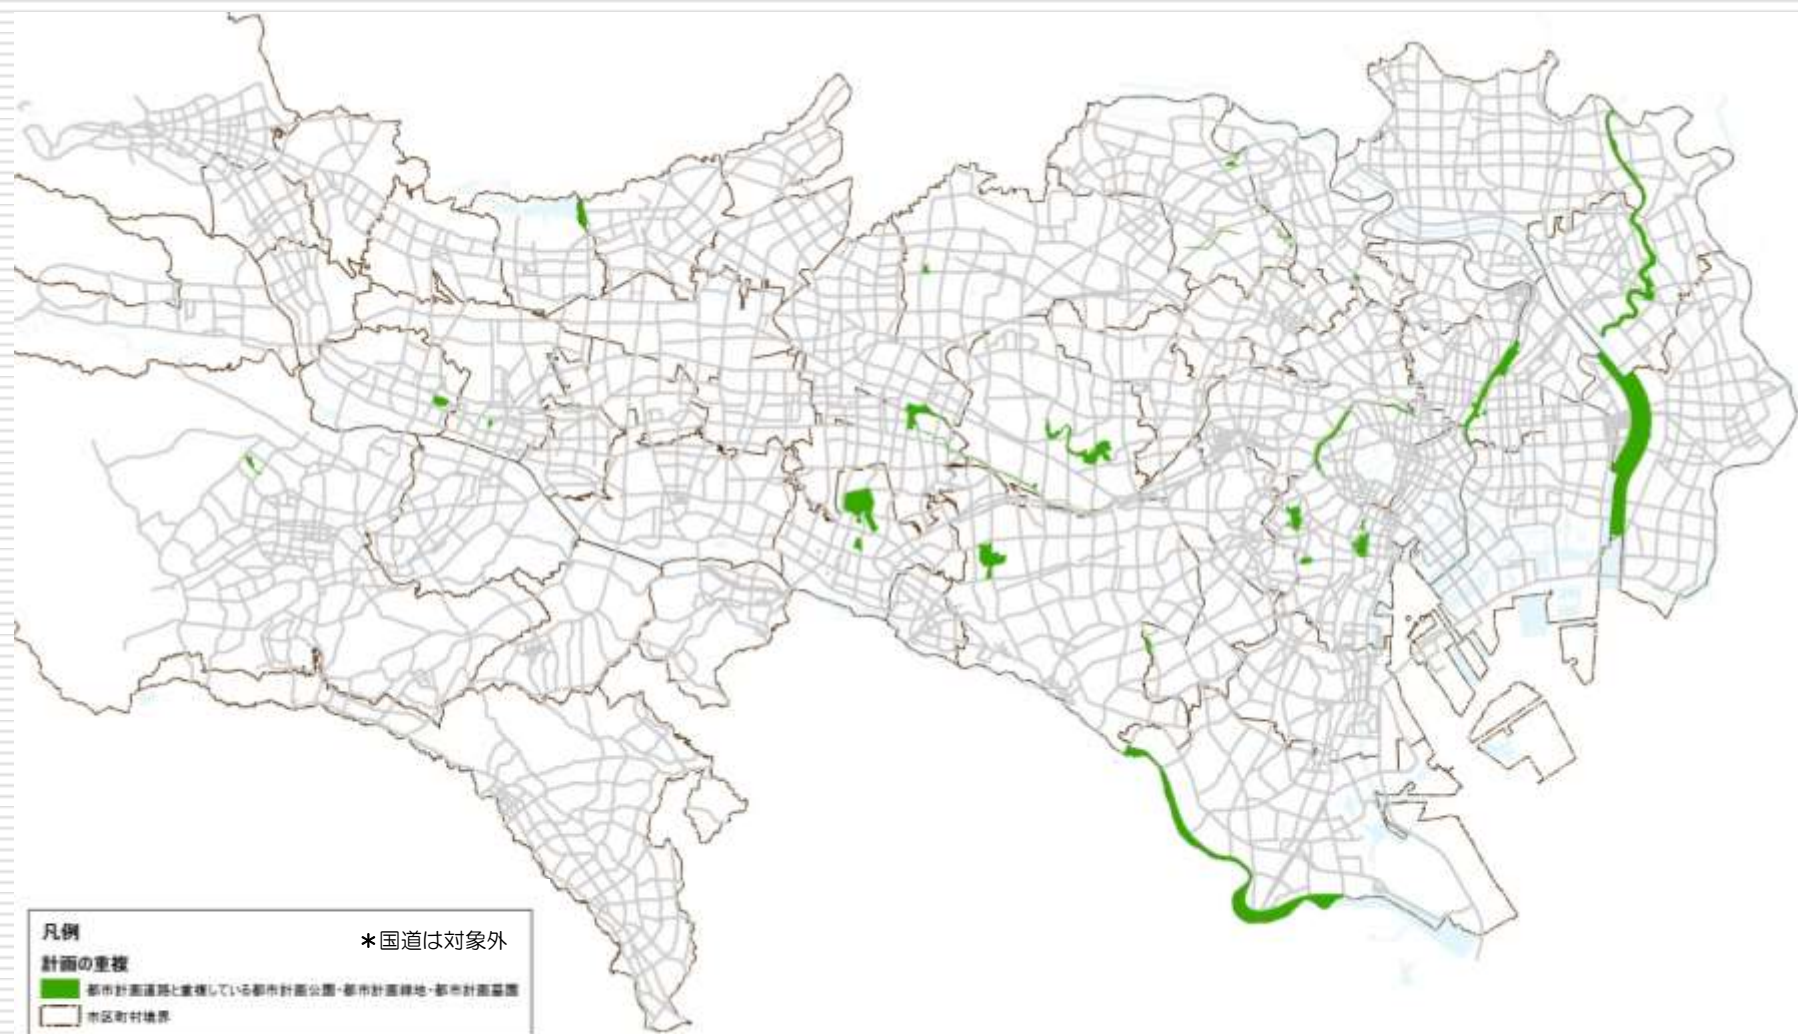 凡例
＊国道は対象外
計画の重複
都市計画道路と重複している都市計画公園・都市計画緑地・都市計画墓園
市区町村境界